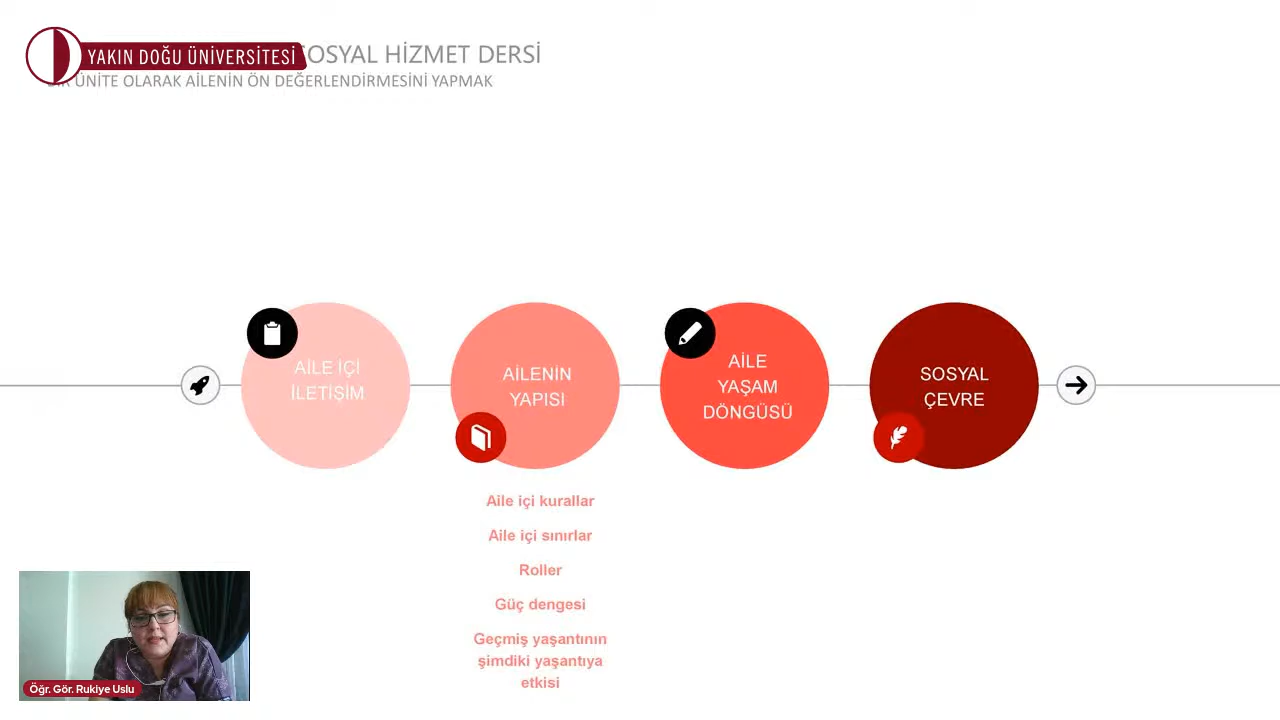 YAKIN DOĞU ÜNİVERSİTESİ
OSYAL HİZMET DERSİ
ÜNİTE OLARAK AİLENİN ÖN DEĞERLENDİRMESİNİ YAPMAK
AİLE İÇİ
İLETİŞİM
AİLENİN
YAPISI
AİLE
YAŞAM
DÖNGÜSÜ
SOSYAL
ÇEVRE
Aile içi kurallar
Aile içi sınırlar
Roller
Güç dengesi
Geçmiş yaşantının
şimdiki yaşantıya
etkisi
Öğr. Gör. Rukiye Uslu